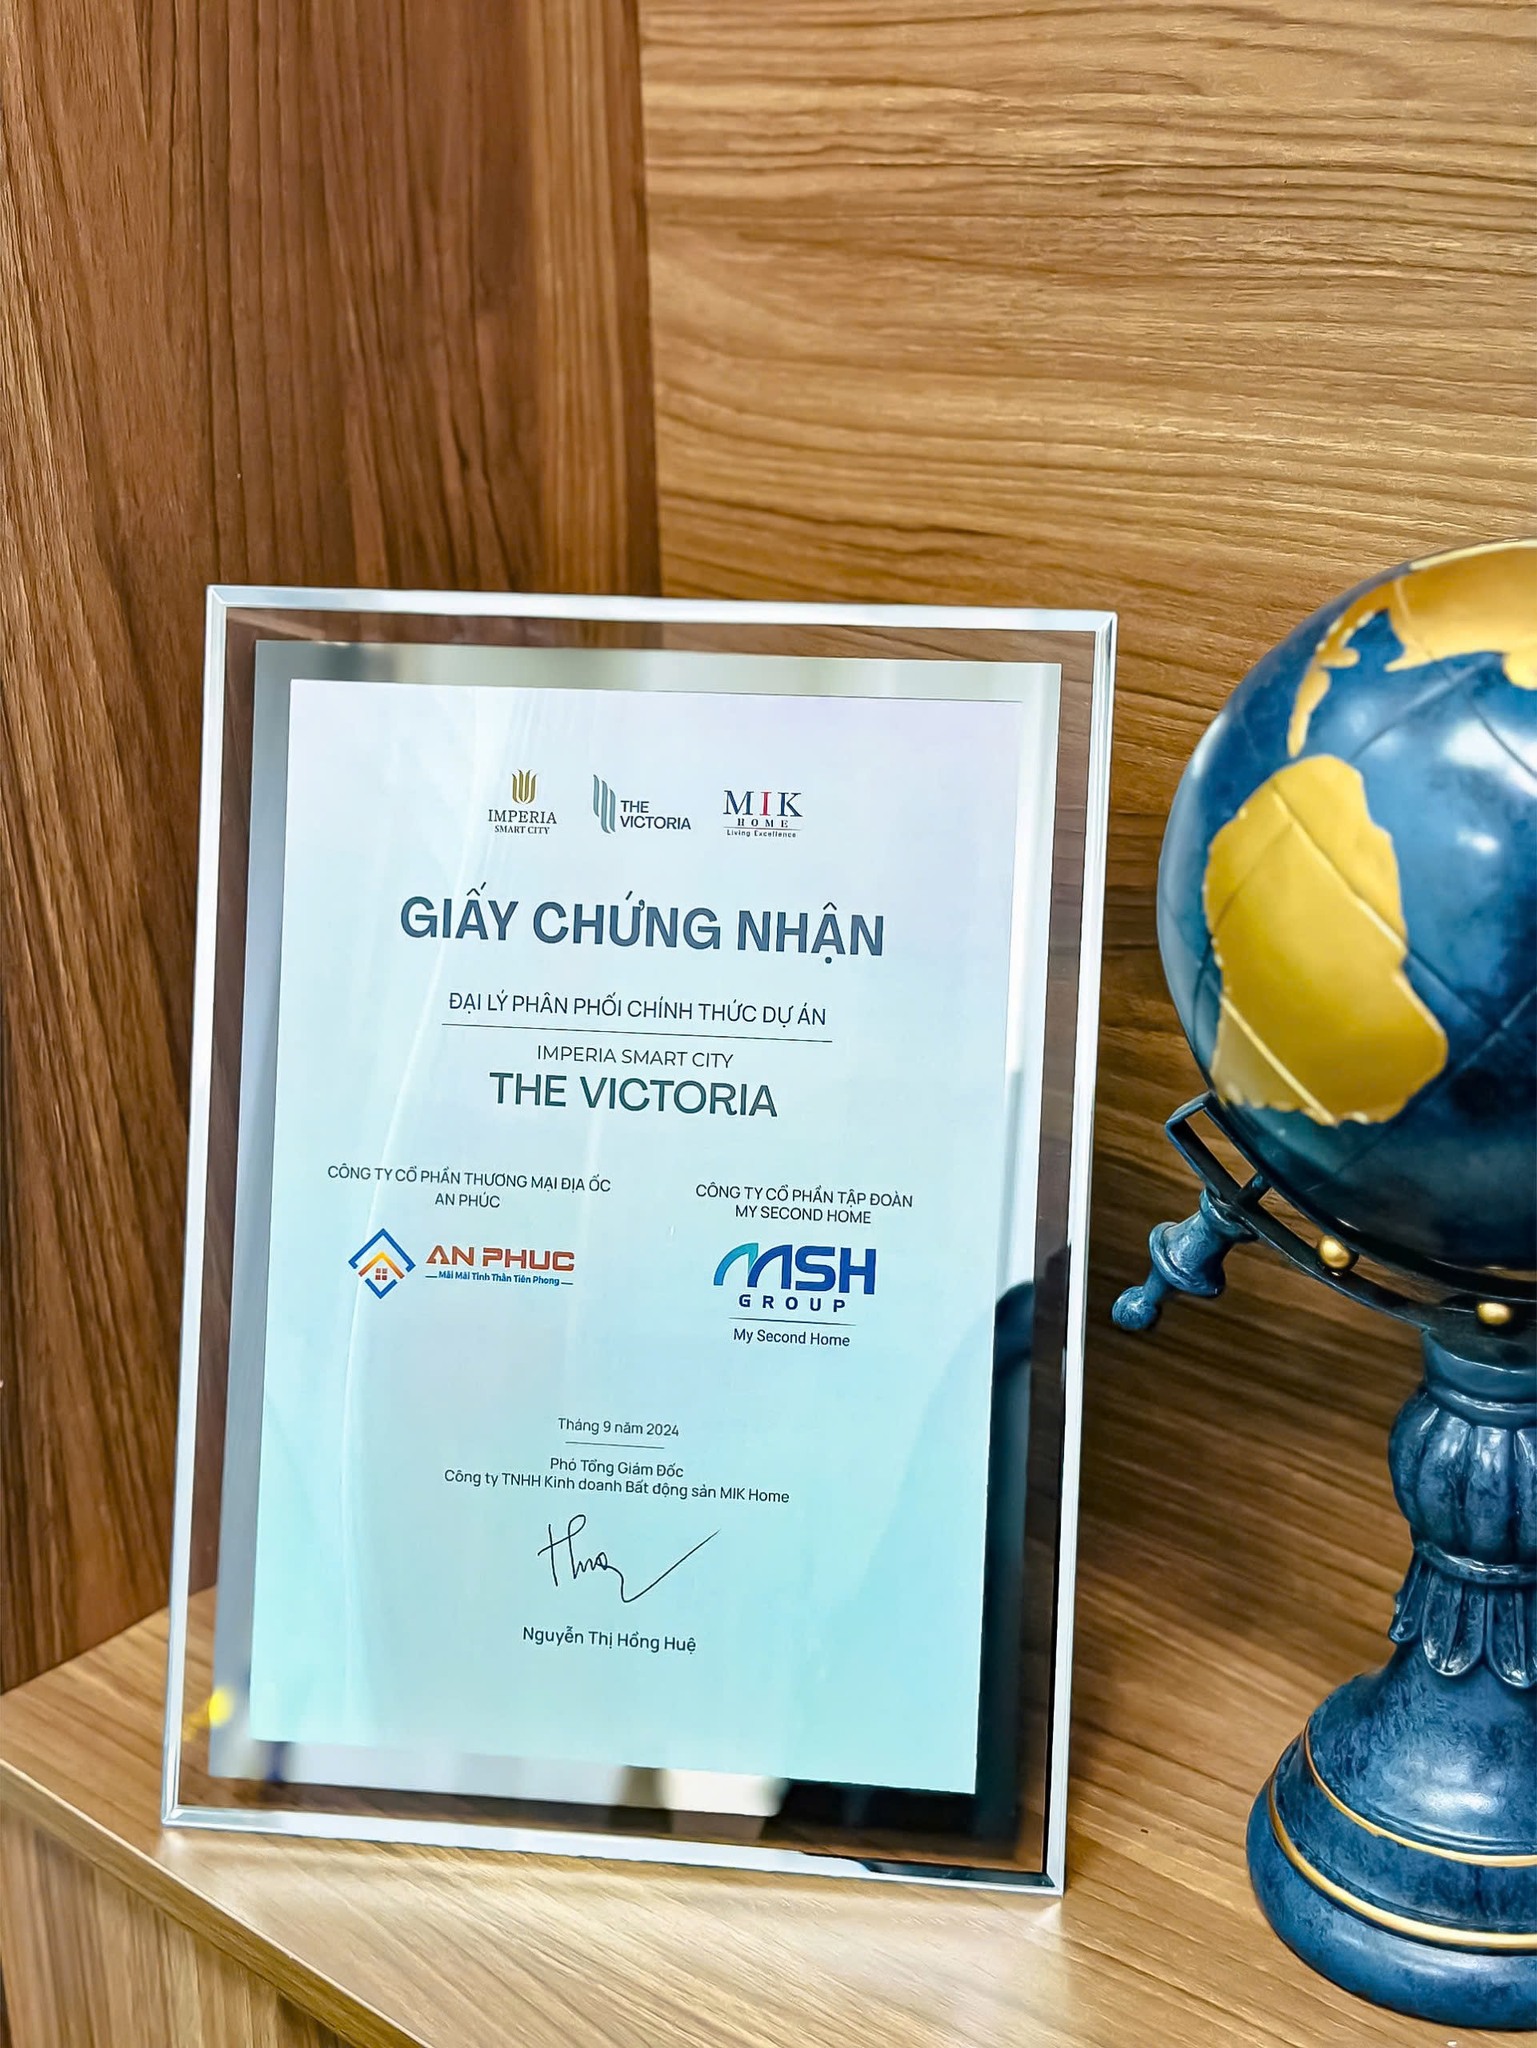 IMPERIA
SMART CITY
THE
VICTORIA
MIK
HOME
Living Excellence
GIẤY CHỨNG NHẬN
ĐẠI LÝ PHÂN PHỐI CHÍNH THỨC DỰ ÁN
IMPERIA SMART CITY
THE VICTORIA
CÔNG TY CỔ PHẦN THƯƠNG MẠI ĐỊA ỐC
AN PHÚC
AN PHUC
Mãi Mãi Tinh Thần Tiên Phong
CÔNG TY CỔ PHẦN TẬP ĐOÀN
MY SECOND HOME
MSH
GROUP
My Second Home
Tháng 9 năm 2024
Phó Tổng Giám Đốc
Công ty TNHH Kinh doanh Bất động sản MIK Home
Nguyễn Thị Hồng Huệ